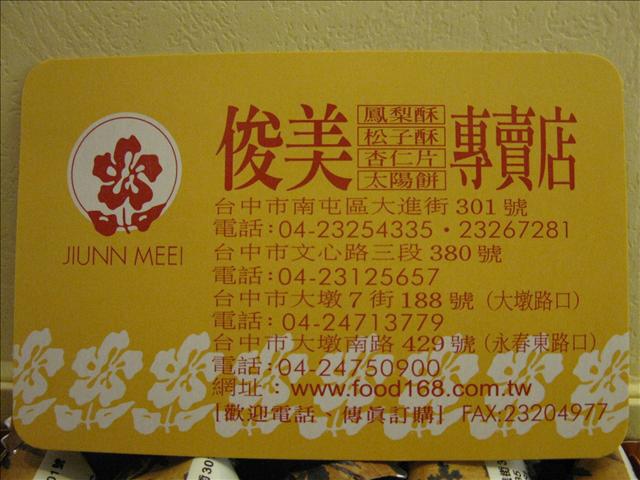 JIUNN MEEI
俊美
鳳梨酥
松子酥
杏仁片
太陽餅
專賣店
台中市南屯區大進街301號
電話:04-23254335・23267281
台中市文心路三段380號
電話:04-23125657
台中市大墩7街188號(大墩路口)
電話:04-24713779
台中市大墩南路429號(永春東路口)
電話:04-24750900
網址:www.food168.com.tw
[歡迎電話、傳眞訂購] FAX:23204977